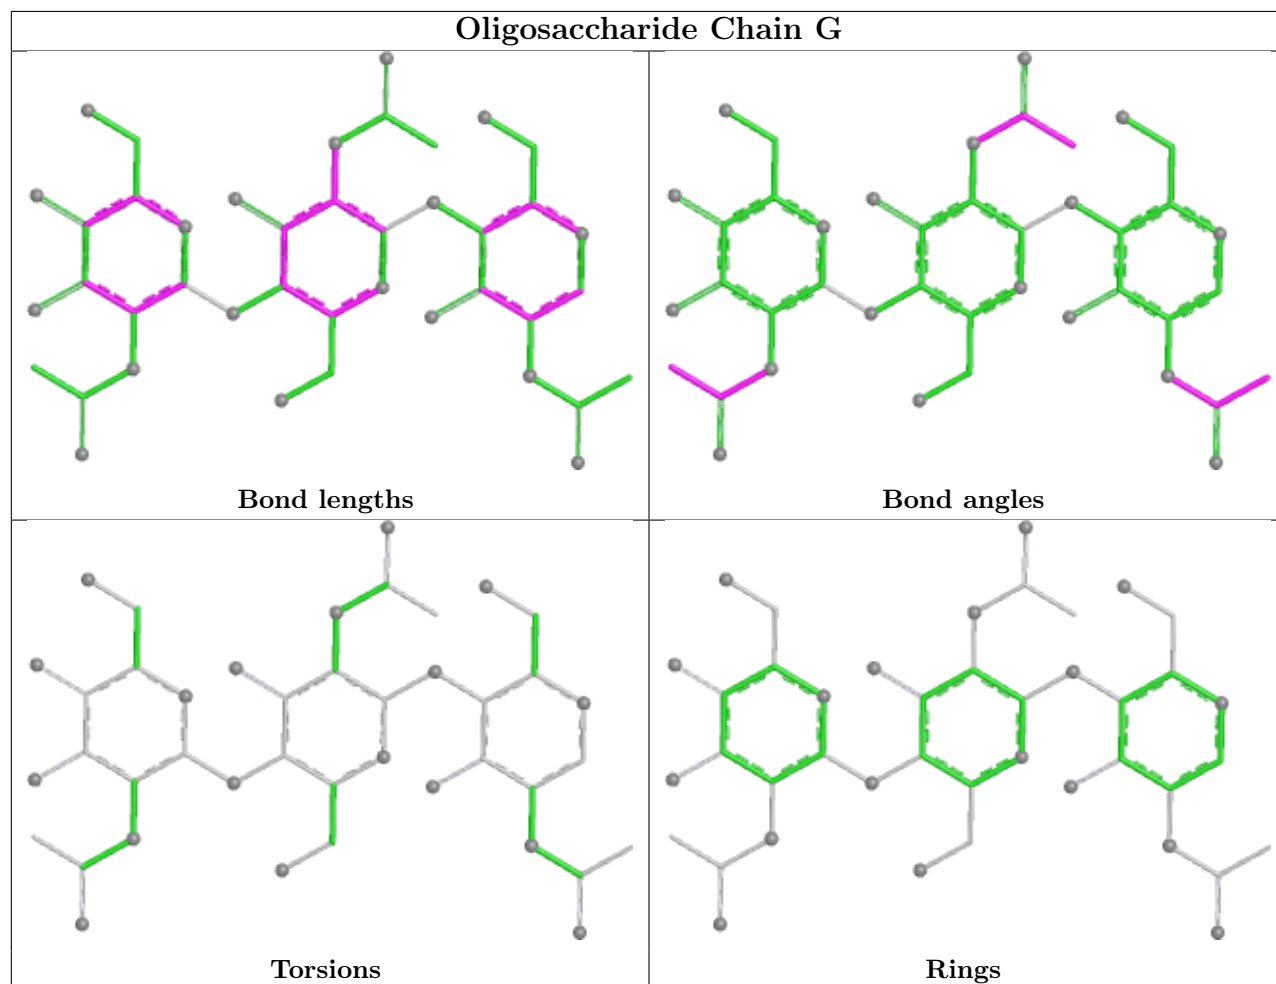 Oligosaccharide Chain G
Bond lengths
Bond angles
Torsions
Rings